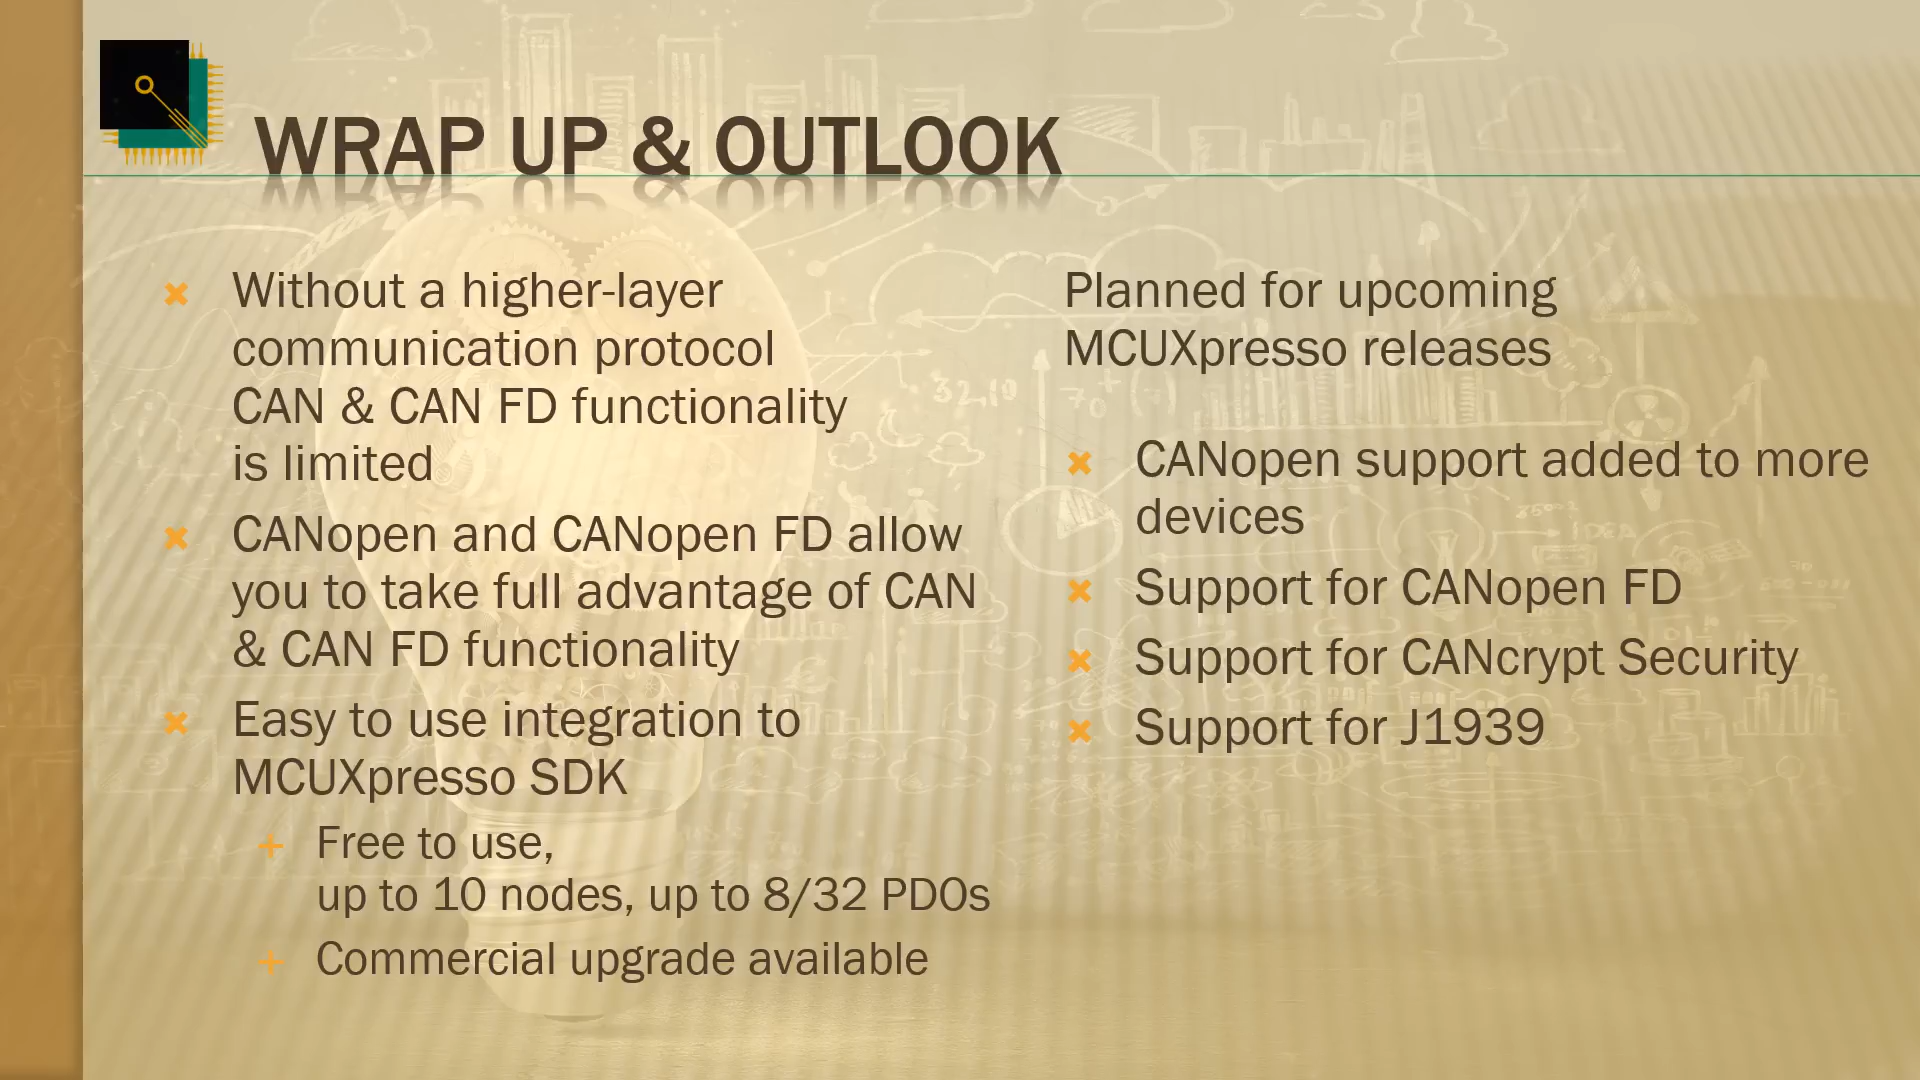 WRAP UP & OUTLOOK
Without a higher-layer
communication protocol
CAN & CAN FD functionality
is limited
CANopen and CANopen FD allow
you to take full advantage of CAN
& CAN FD functionality
Easy to use integration to
MCUXpresso SDK
Free to use,
up to 10 nodes, up to 8/32 PDOs
Commercial upgrade available
Planned for upcoming
MCUXpresso releases
CANopen support added to more
devices
Support for CANopen FD
Support for CANcrypt Security
Support for J1939